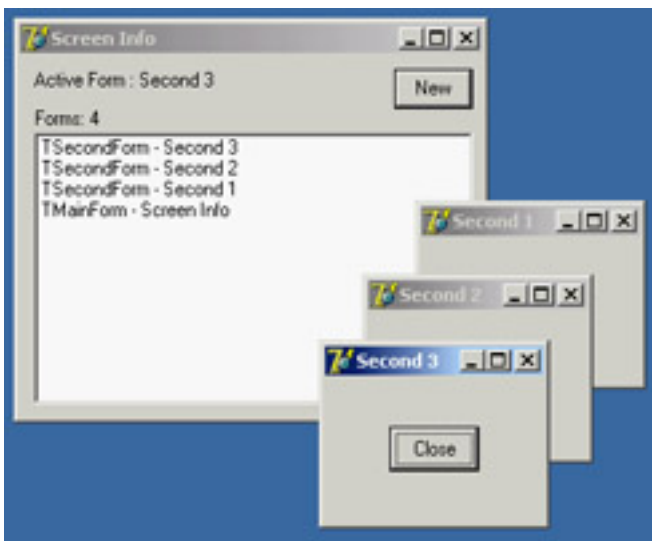 Screen Info
Active Form : Second 3
New
Forms: 4
TSecondForm - Second 3
TSecondForm - Second 2
TSecondForm - Second 1
TMainForm - Screen Info
Second 1
Second 2
Second 3
Close